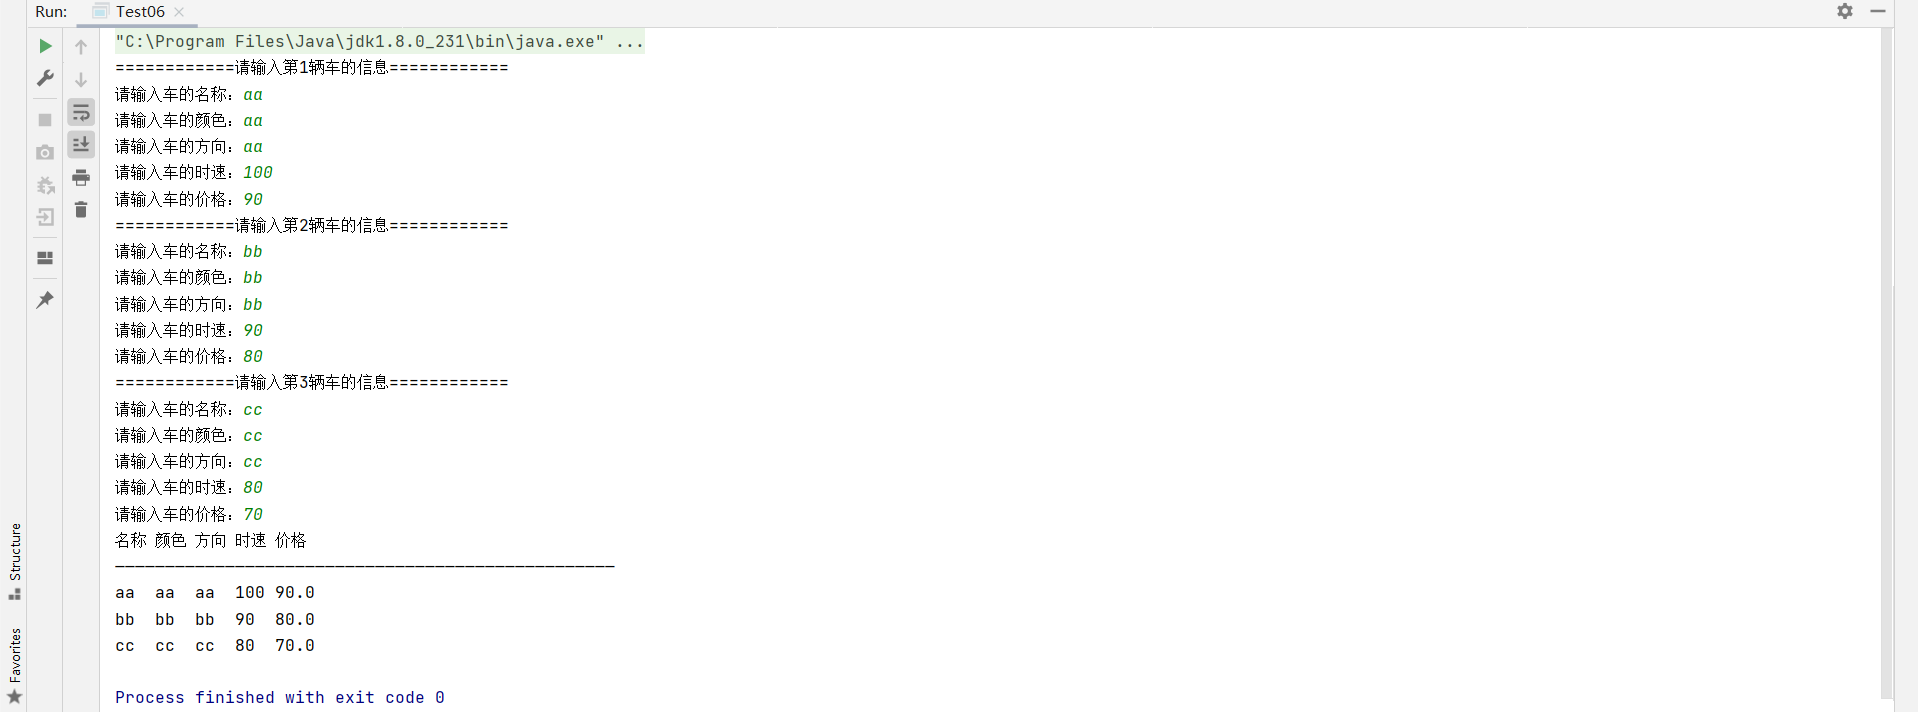 Run: Test06
"C:\Program Files\Java\jdk1.8.0_231\bin\java.exe" ...
============请输入第1辆车的信息============
请输入车的名称：aa
请输入车的颜色：aa
请输入车的方向：aa
请输入车的时速：100
请输入车的价格：90
============请输入第2辆车的信息============
请输入车的名称：bb
请输入车的颜色：bb
请输入车的方向：bb
请输入车的时速：90
请输入车的价格：80
============请输入第3辆车的信息============
请输入车的名称：cc
请输入车的颜色：cc
请输入车的方向：cc
请输入车的时速：80
请输入车的价格：70
名称 颜色 方向 时速 价格
——————————————————————————————————————————————————
aa  aa  aa  100 90.0
bb  bb  bb  90  80.0
cc  cc  cc  80  70.0
Process finished with exit code 0
Structure
Favorites